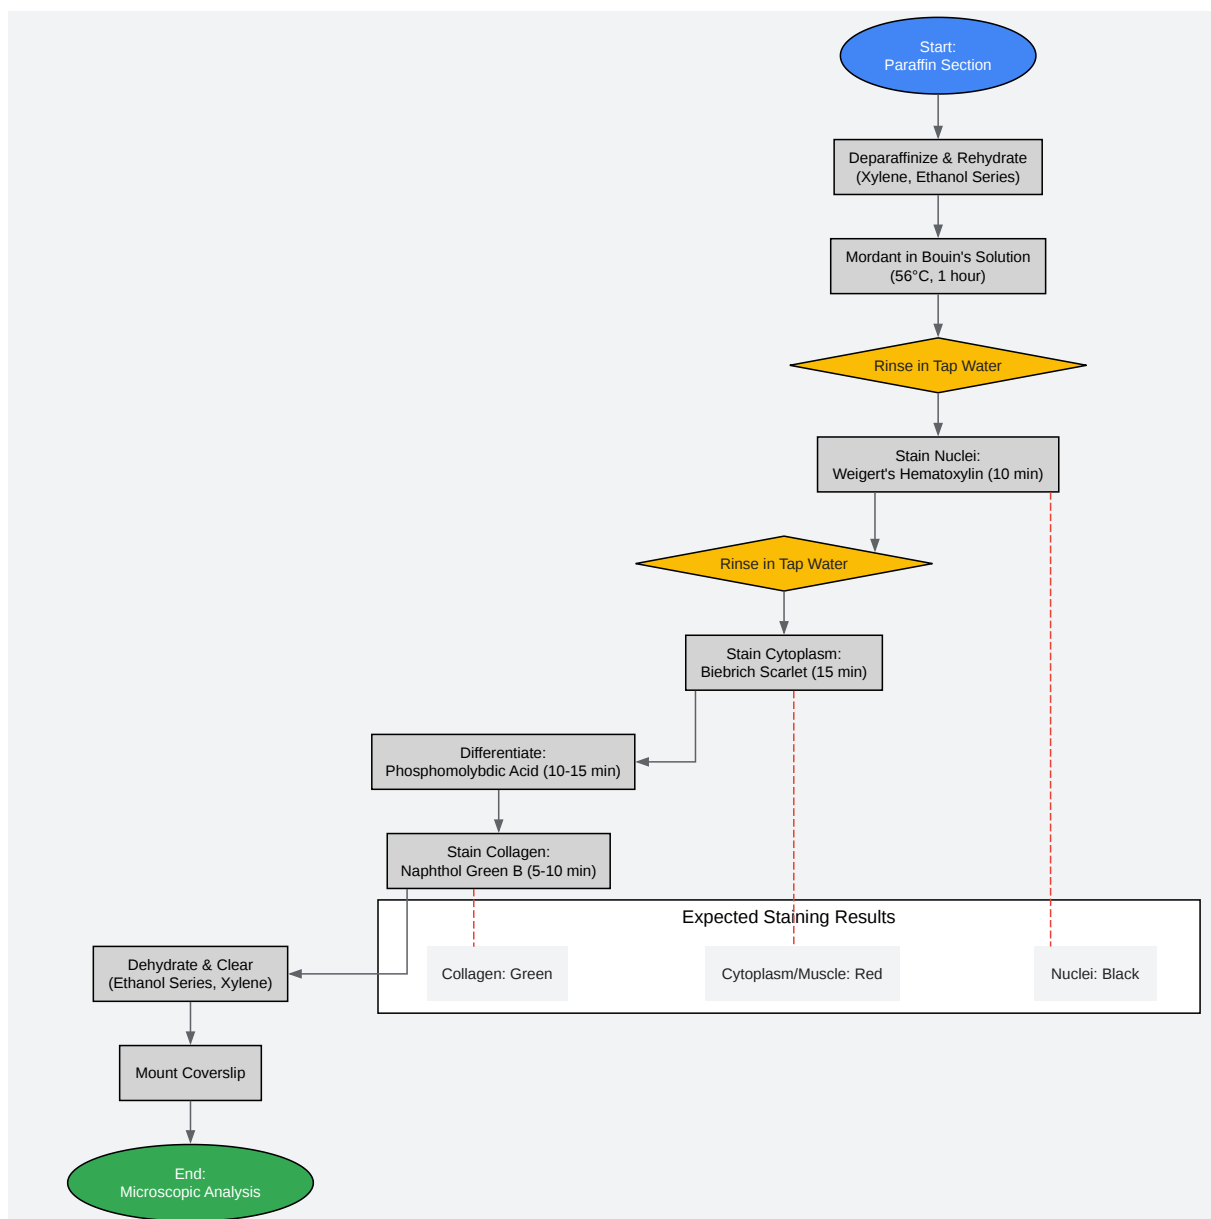 Start:
Paraffin Section
Deparaffinize & Rehydrate
(Xylene, Ethanol Series)
Mordant in Bouin's Solution
(56°C, 1 hour)
Rinse in Tap Water
Stain Nuclei:
Weigert's Hematoxylin (10 min)
Rinse in Tap Water
Stain Cytoplasm:
Biebrich Scarlet (15 min)
Differentiate:
Phosphomolybdic Acid (10-15 min)
Stain Collagen:
Naphthol Green B (5-10 min)
Expected Staining Results
Collagen: Green
Cytoplasm/Muscle: Red
Nuclei: Black
Dehydrate & Clear
(Ethanol Series, Xylene)
Mount Coverslip
End:
Microscopic Analysis